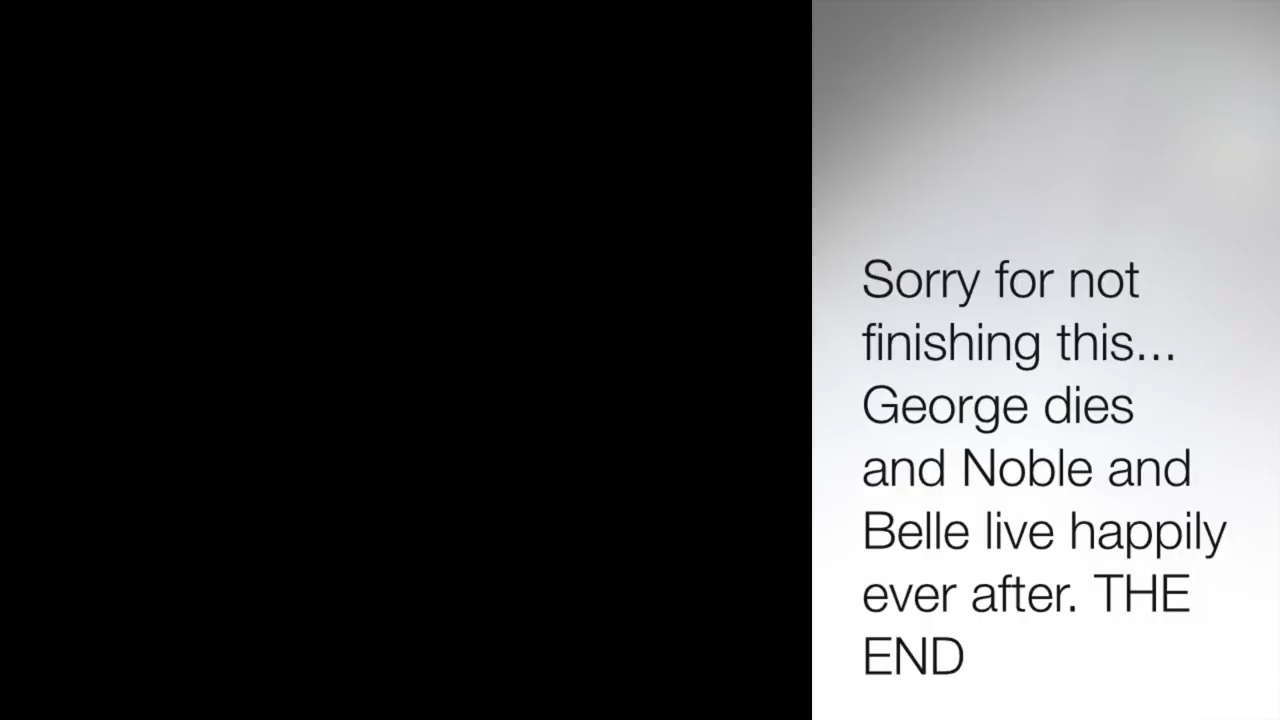 Sorry for not
finishing this...
George dies
and Noble and
Belle live happily
ever after. THE
END